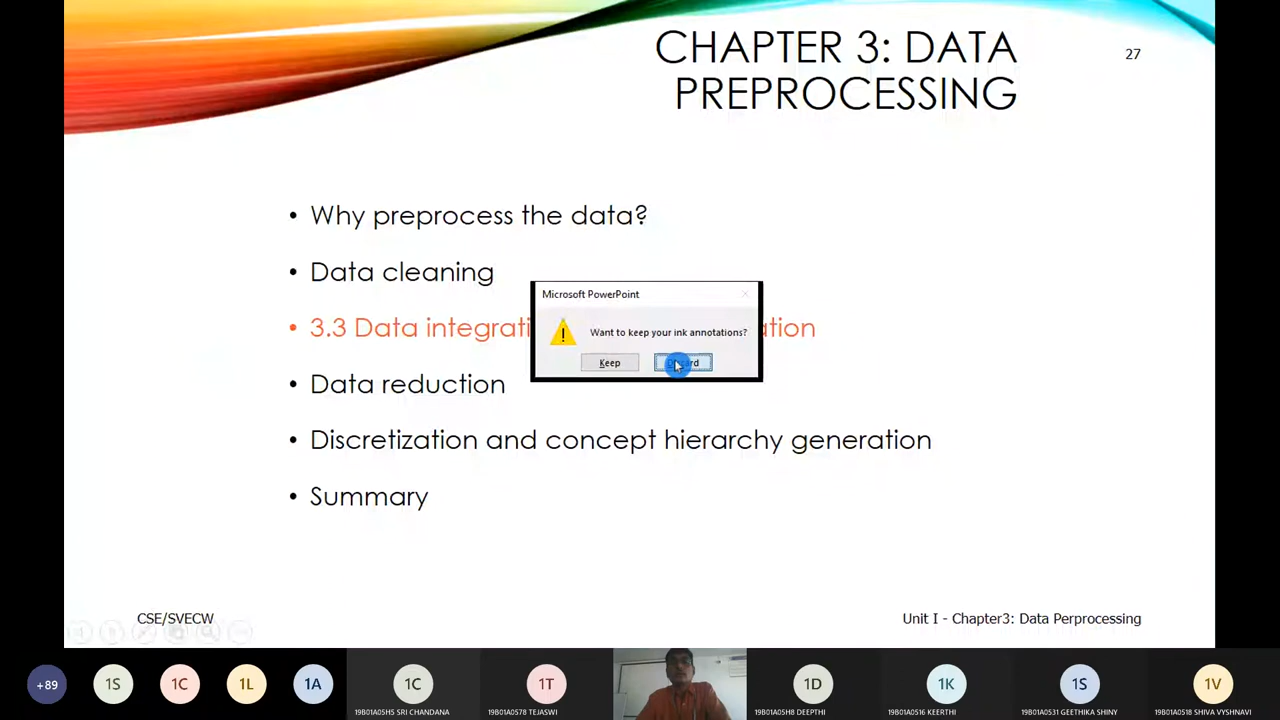 CHAPTER 3: DATA
PREPROCESSING
27
• Why preprocess the data?
• Data cleaning
• 3.3 Data
Microsoft PowerPoint
Want to keep your ink annotations?
Keep
• Data reduction
• Discretization and concept hierarchy generation
• Summary
CSE/SVECW
Unit I - Chapter3: Data Perprocessing
+89
1S
1C
1L
1A
1C
1T
1D
1K
1S
1V
19B01A05H5 SRI CHANDANA
19B01A0578 TEJASWI
19B01A05H8 DEEPTHI
19B01A0516 KEERTHI
19B01A0531 GEETHIKA SHINY
19B01A0518 SHIVA VYSHNAVI